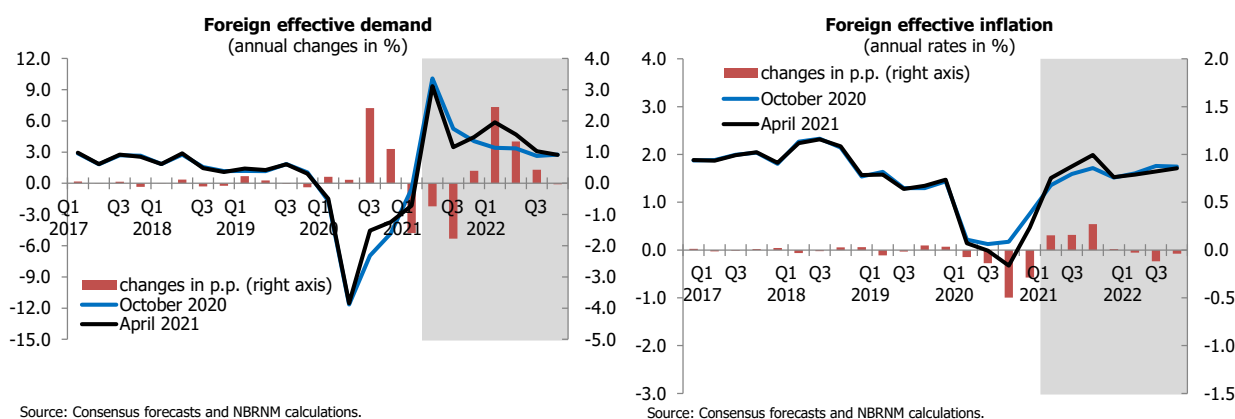 Foreign effective demand
(annual changes in %)
12.0
9.0
6.0
3.0
0.0
-3.0
-6.0
-9.0
-12.0
-15.0
4.0
3.0
2.0
1.0
0.0
-1.0
-2.0
-3.0
-4.0
-5.0
Q1 Q3 Q1 Q3 Q1 Q3 Q1 Q3 Q1 Q3 Q1 Q3
2017 2018 2019 2020 2021 2022
changes in p.p. (right axis)
October 2020
April 2021
Source: Consensus forecasts and NBRNM calculations.
Foreign effective inflation
(annual rates in %)
4.0
3.0
2.0
1.0
0.0
-1.0
-2.0
-3.0
2.0
1.5
1.0
0.5
0.0
-0.5
-1.0
-1.5
changes in p.p. (right axis)
October 2020
April 2021
Q1 Q3 Q1 Q3 Q1 Q3 Q1 Q3 Q1 Q3 Q1 Q3
2017 2018 2019 2020 2021 2022
Source: Consensus forecasts and NBRNM calculations.